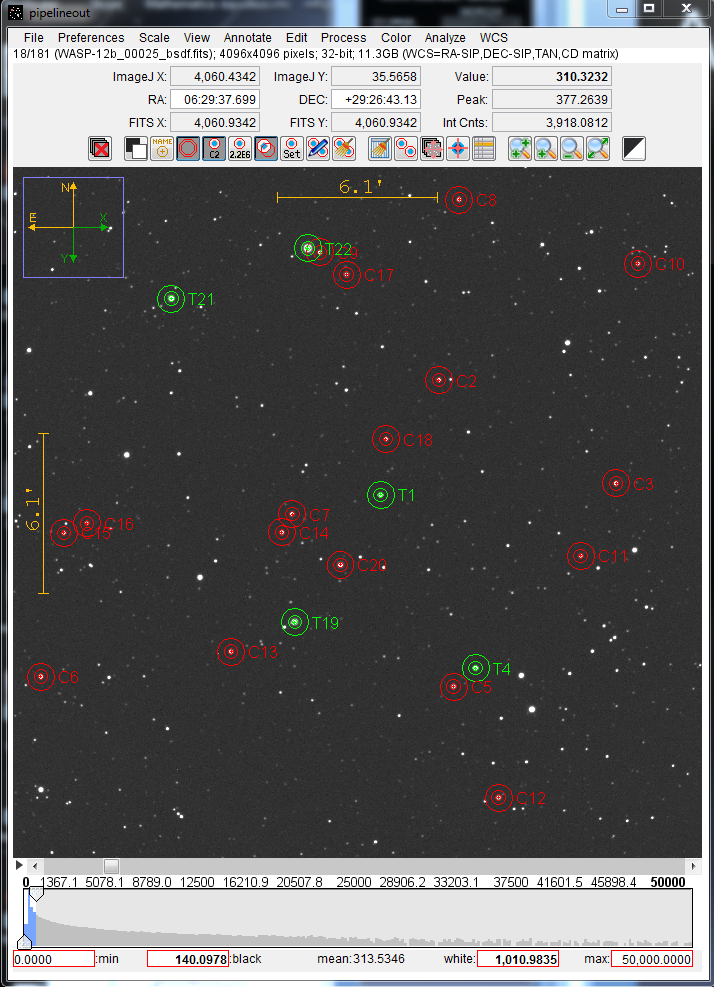 pipelineout
File Preferences Scale View Annotate Edit Process Color Analyze WCS
18/181 (WASP-12b_00025_bsdf.fits); 4096x4096 pixels; 32-bit; 11.3GB (WCS=RA-SIP,DEC-SIP,TAN,CD matrix)
ImageJ X: 4,060.4342 ImageJ Y: 35.5658 Value: 310.3232
RA: 06:29:37.699 DEC: +29:26:43.13 Peak: 377.2639
FITS X: 4,060.9342 FITS Y: 4,060.9342 Int Cnts: 3,918.0812
NAME C2 2.2E6 Set
6.1'
N
E X
Y
C8
T22
C17
G10
T21
C2
C18
T1
C3
6.1'
C7
C16
C15
C14
C11
C20
T19
C13
T4
C6
C5
C12
0 1367.1 5078.1 8789.0 12500 16210.9 20507.8 25000 28906.2 33203.1 37500 41601.5 45898.4 50000
0.0000 :min 140.0978 :black mean:313.5346 white: 1,010.9835 max: 50,000.0000